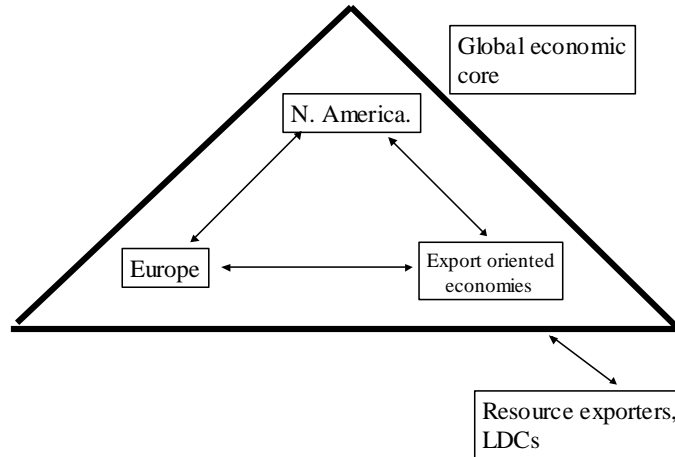 Global economic
core
N. America.
Europe
Export oriented
economies
Resource exporters,
LDCs